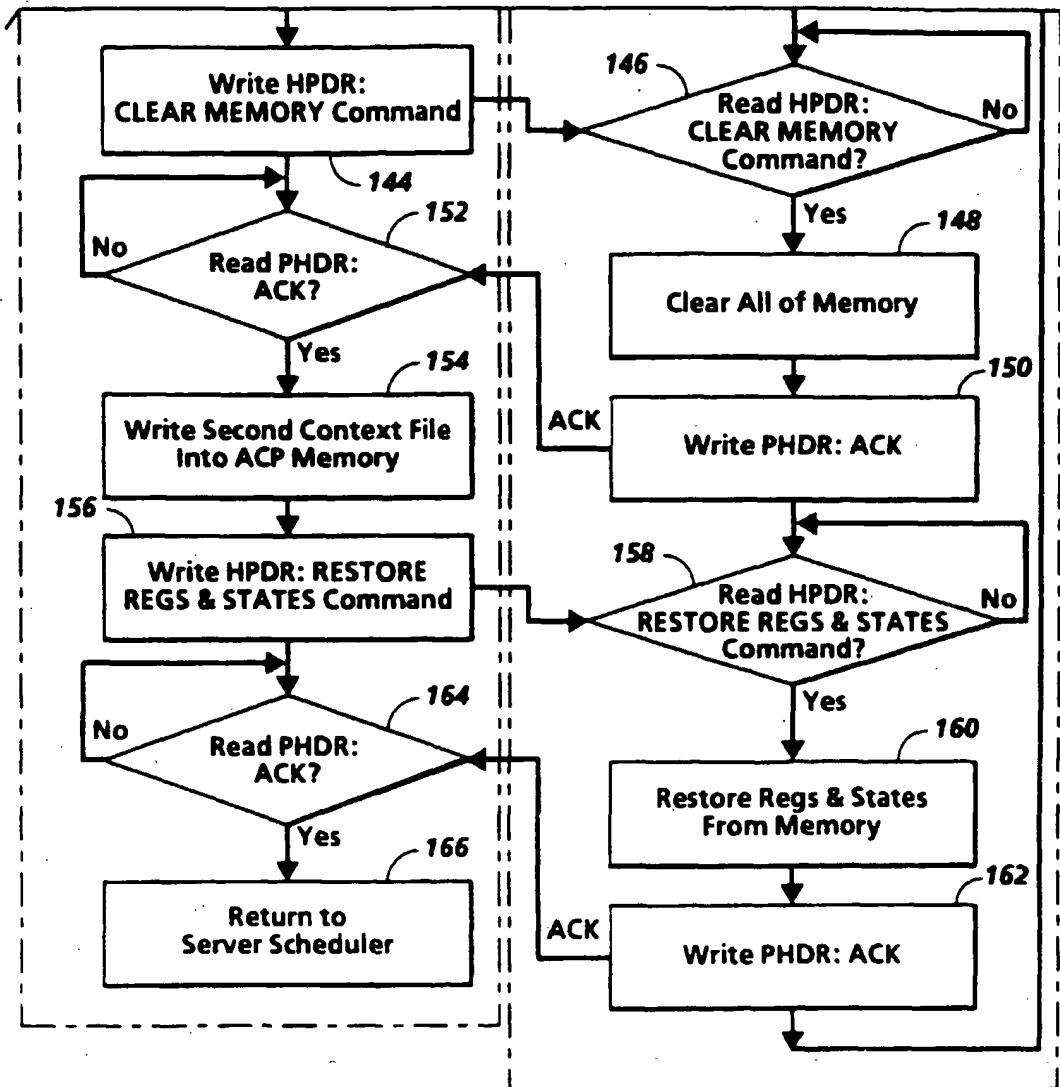 Write HPDR:
CLEAR MEMORY Command
144
152
No
Read PHDR:
ACK?
Yes
154
Write Second Context File
Into ACP Memory
156
Write HPDR: RESTORE
REGS & STATES Command
164
No
Read PHDR:
ACK?
Yes
166
Return to
Server Scheduler
146
Read HPDR:
CLEAR MEMORY
Command?
No
Yes
148
Clear All of Memory
150
ACK
Write PHDR: ACK
158
Read HPDR:
RESTORE REGS & STATES
Command?
No
Yes
160
Restore Regs & States
From Memory
162
ACK
Write PHDR: ACK